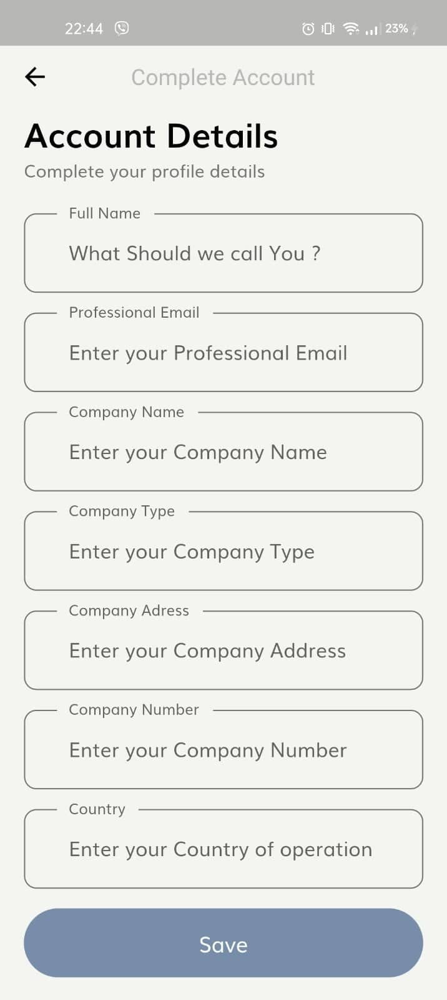 22:44
23%
Complete Account
Account Details
Complete your profile details
Full Name
What Should we call You ?
Professional Email
Enter your Professional Email
Company Name
Enter your Company Name
Company Type
Enter your Company Type
Company Adress
Enter your Company Address
Company Number
Enter your Company Number
Country
Enter your Country of operation
Save